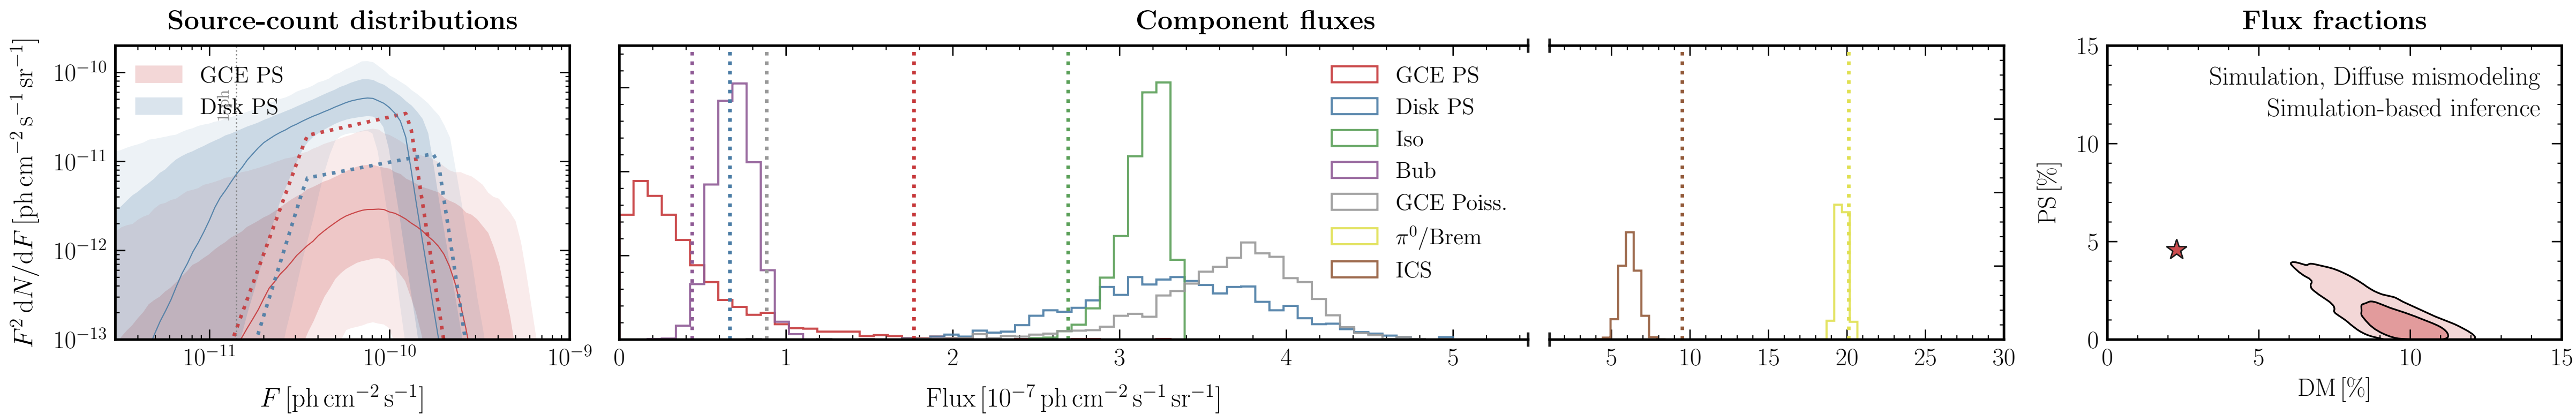 Source-count distributions
F² dN/dF [ph cm⁻² s⁻¹ sr⁻¹]
10⁻¹⁰
10⁻¹¹
10⁻¹²
10⁻¹³
GCE PS
Disk PS
10⁻¹¹
10⁻¹⁰
10⁻⁹
F [ph cm⁻² s⁻¹]
Component fluxes
GCE PS
Disk PS
Iso
Bub
GCE Poiss.
π⁰/Brem
ICS
0 1 2 3 4 5
5 10 15 20 25 30
Flux [10⁻⁷ ph cm⁻² s⁻¹ sr⁻¹]
Flux fractions
Simulation, Diffuse mismodeling
Simulation-based inference
PS [%]
15
10
5
0
0 5 10 15
DM [%]